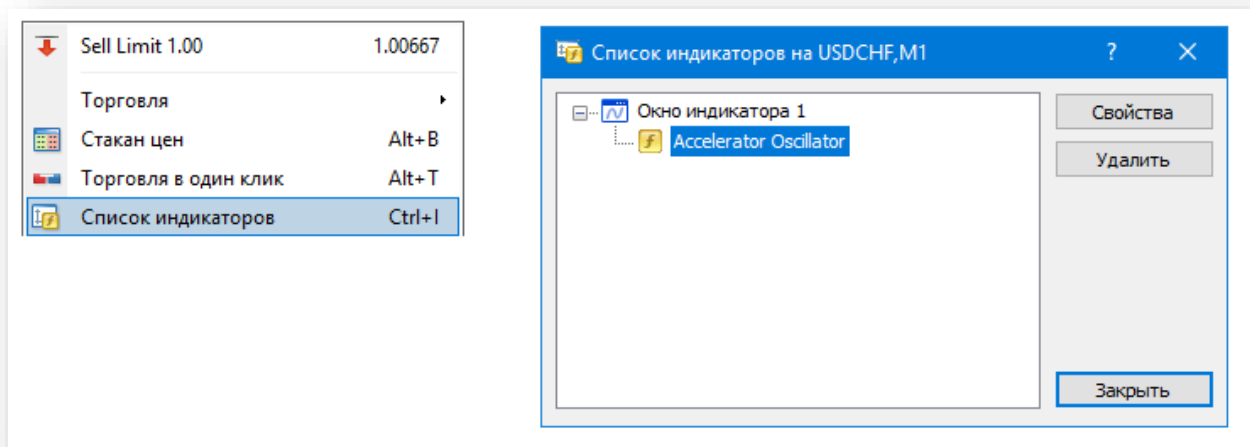 Sell Limit 1.00 1.00667
Торговля
Стакан цен Alt+B
Торговля в один клик Alt+T
Список индикаторов Ctrl+I
Список индикаторов на USDCHF,M1 ?
Окно индикатора 1
Accelerator Oscillator
Свойства
Удалить
Закрыть